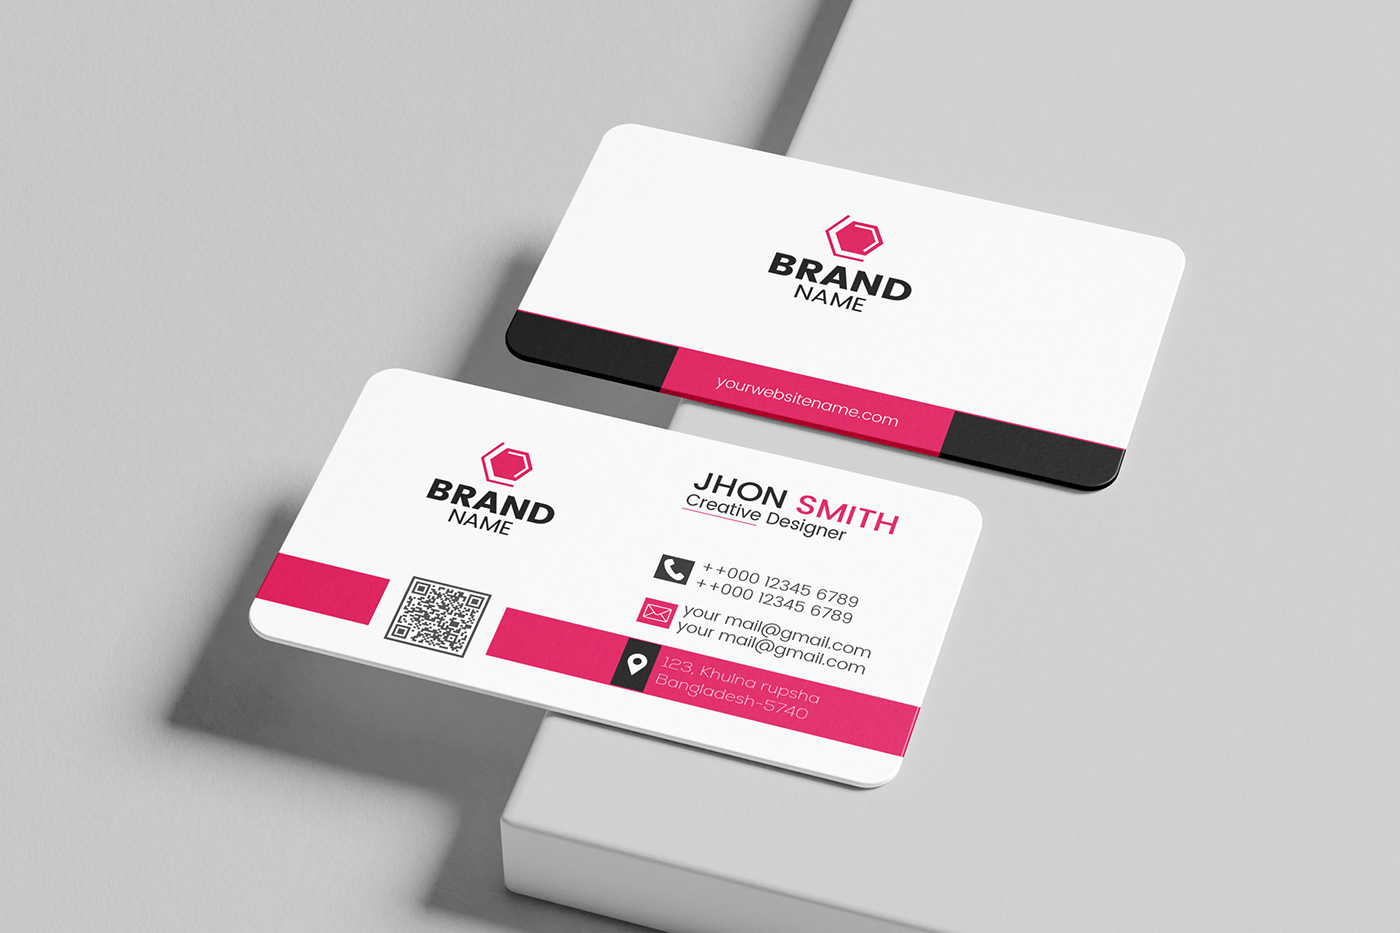 BRAND
NAME
yourwebsitename.com
BRAND
NAME
JHON SMITH
Creative Designer
++000 12345 6789
++000 12345 6789
your mail@gmail.com
your mail@gmail.com
123, Khulna rupsha
Bangladesh-5740